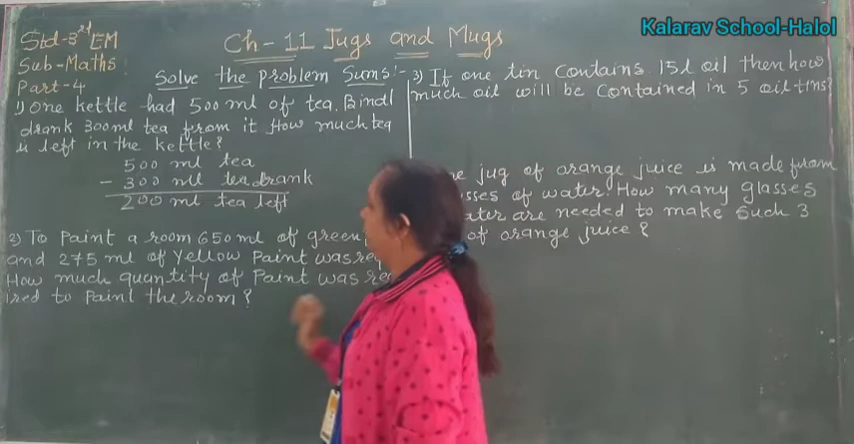 Kalarav School-Halol
Std-3rd EM
Sub-Maths:
Part-4
Ch-11 Jugs and Mugs
Solve the problem Sums:-
1) One kettle had 500 ml of tea. Bindi
drank 300ml tea from it How much tea
is left in the kettle?
500 ml tea
- 300 ml tea drank
200 ml tea left
2) To Paint a room 650 ml of green
and 275 ml of Yellow Paint was
How much quantity of Paint was
ired to Paint the room?
3) If one tin contains 15l oil then how
much oil will be contained in 5 oil-tins?
jug of orange juice is made from
of water. How many glasses
are needed to make such 3
of orange juice?